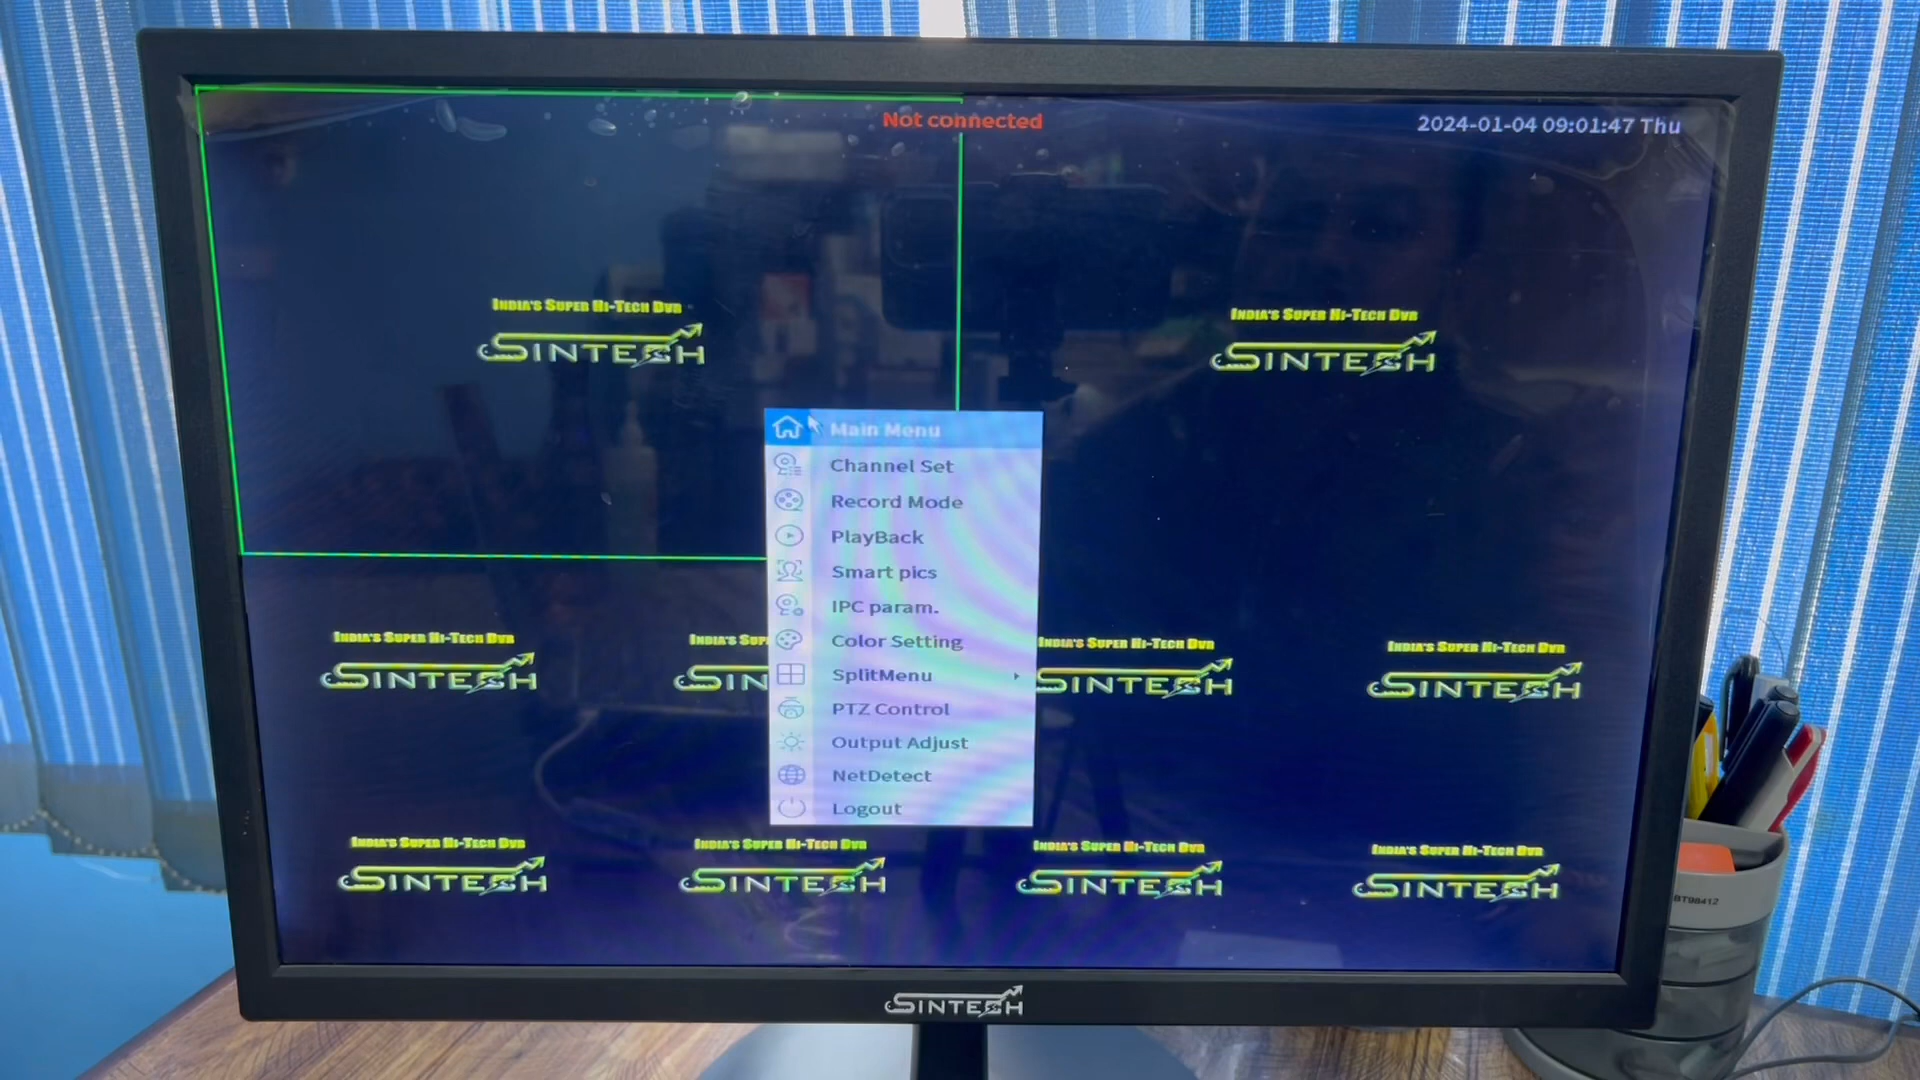 Not connected
2024-01-04 09:01:47 Thu
INDIA'S SUPER HI-TECH DVR
SINTECH
INDIA'S SUPER HI-TECH DVR
SINTECH
Main Menu
Channel Set
Record Mode
PlayBack
Smart pics
IPC param.
Color Setting
SplitMenu
PTZ Control
Output Adjust
NetDetect
Logout
INDIA'S SUPER HI-TECH DVR
SINTECH
INDIA'S SUP
SIN
INDIA'S SUPER HI-TECH DVR
SINTECH
INDIA'S SUPER HI-TECH DVR
SINTECH
INDIA'S SUPER HI-TECH DVR
SINTECH
INDIA'S SUPER HI-TECH DVR
SINTECH
INDIA'S SUPER HI-TECH DVR
SINTECH
INDIA'S SUPER HI-TECH DVR
SINTECH
SINTECH
BT98412